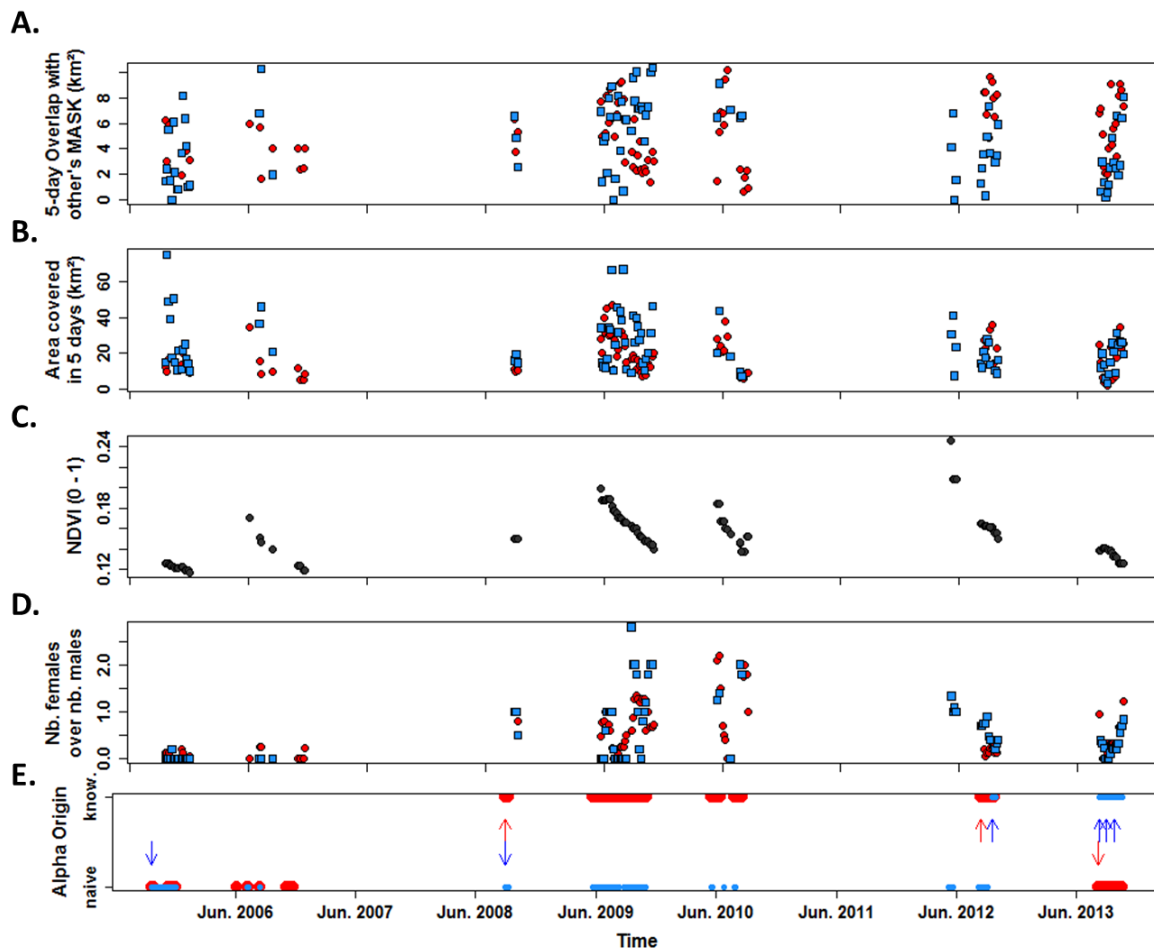 A.
5-day Overlap with
other's MASK (km²)
8
6
4
2
0
B.
Area covered
in 5 days (km²)
60
40
20
0
C.
NDVI (0 - 1)
0.24
0.18
0.12
D.
Nb. females
over nb. males
2.0
1.0
0.0
E.
Alpha Origin
know.
naive
Jun. 2006
Jun. 2007
Jun. 2008
Jun. 2009
Jun. 2010
Jun. 2011
Jun. 2012
Jun. 2013
Time